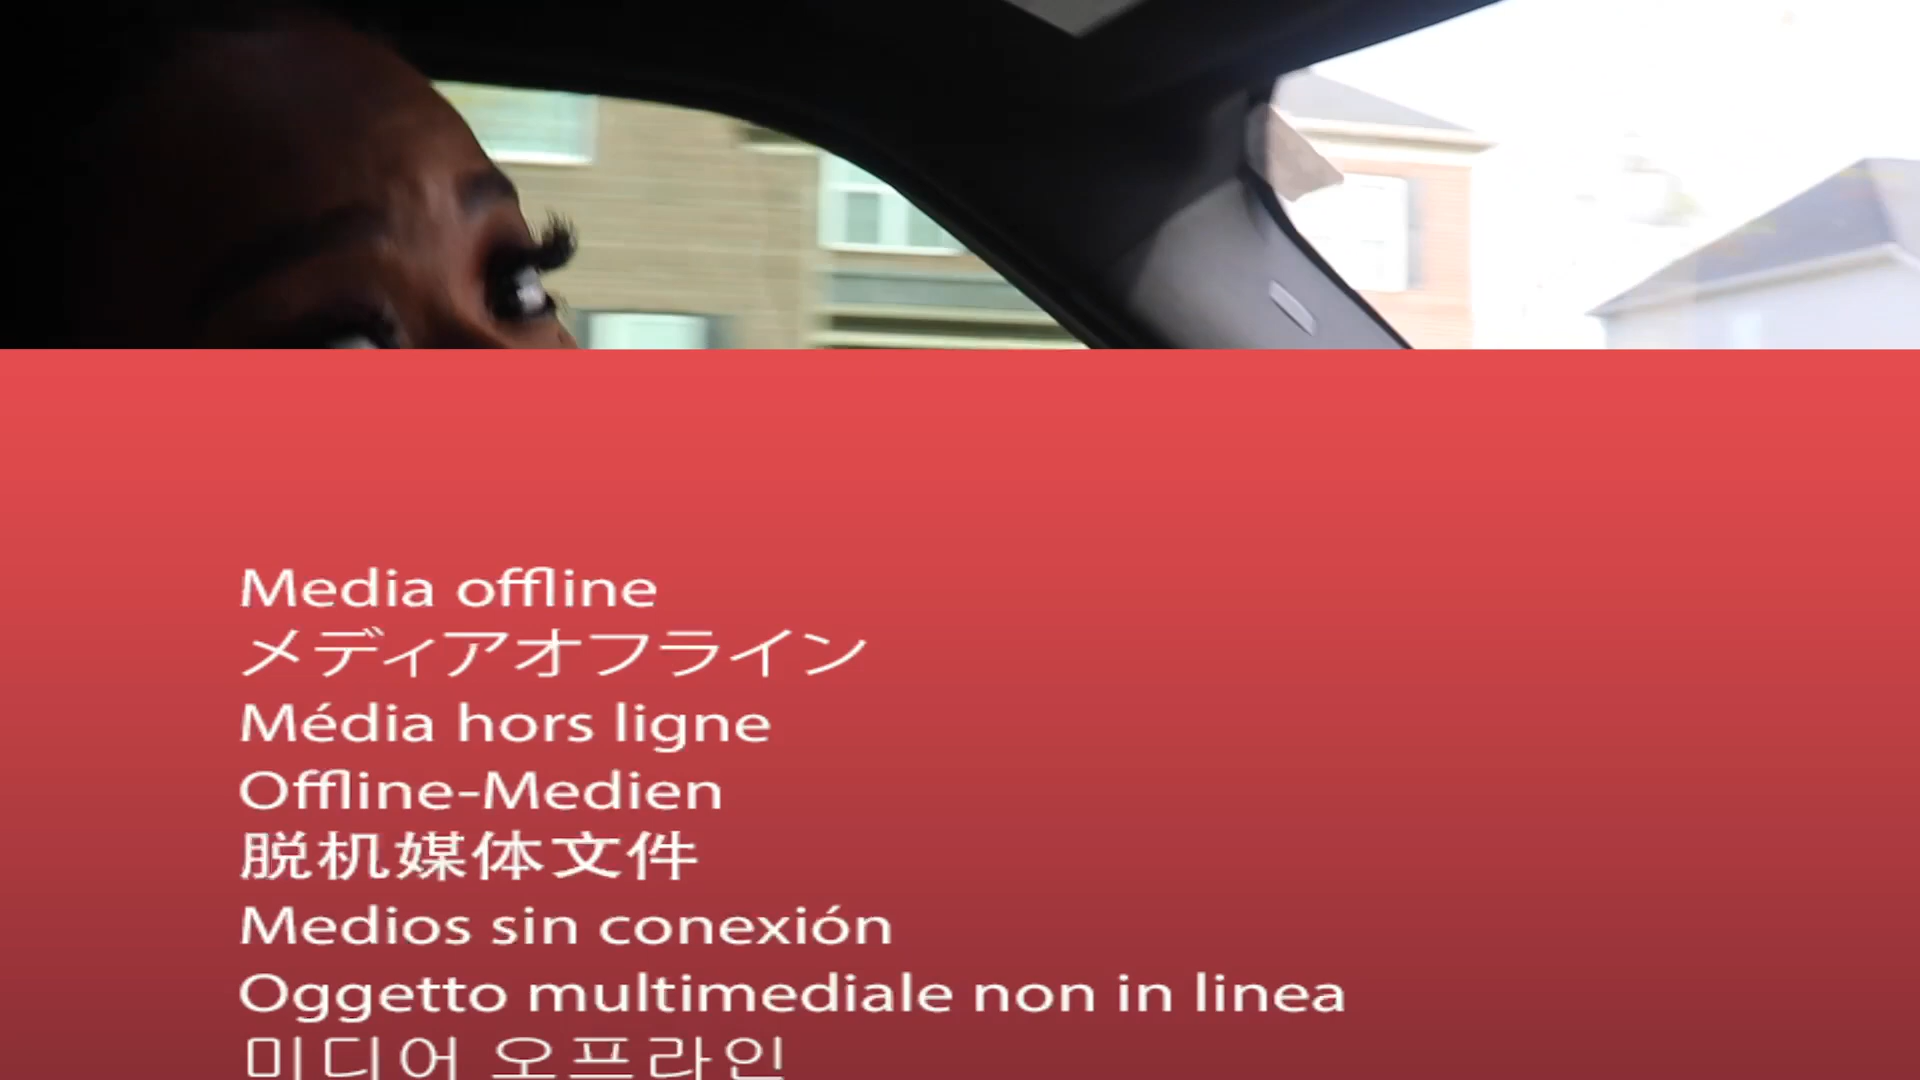 Media offline
メディアオフライン
Média hors ligne
Offline-Medien
脱机媒体文件
Medios sin conexión
Oggetto multimediale non in linea
미디어 오프라인